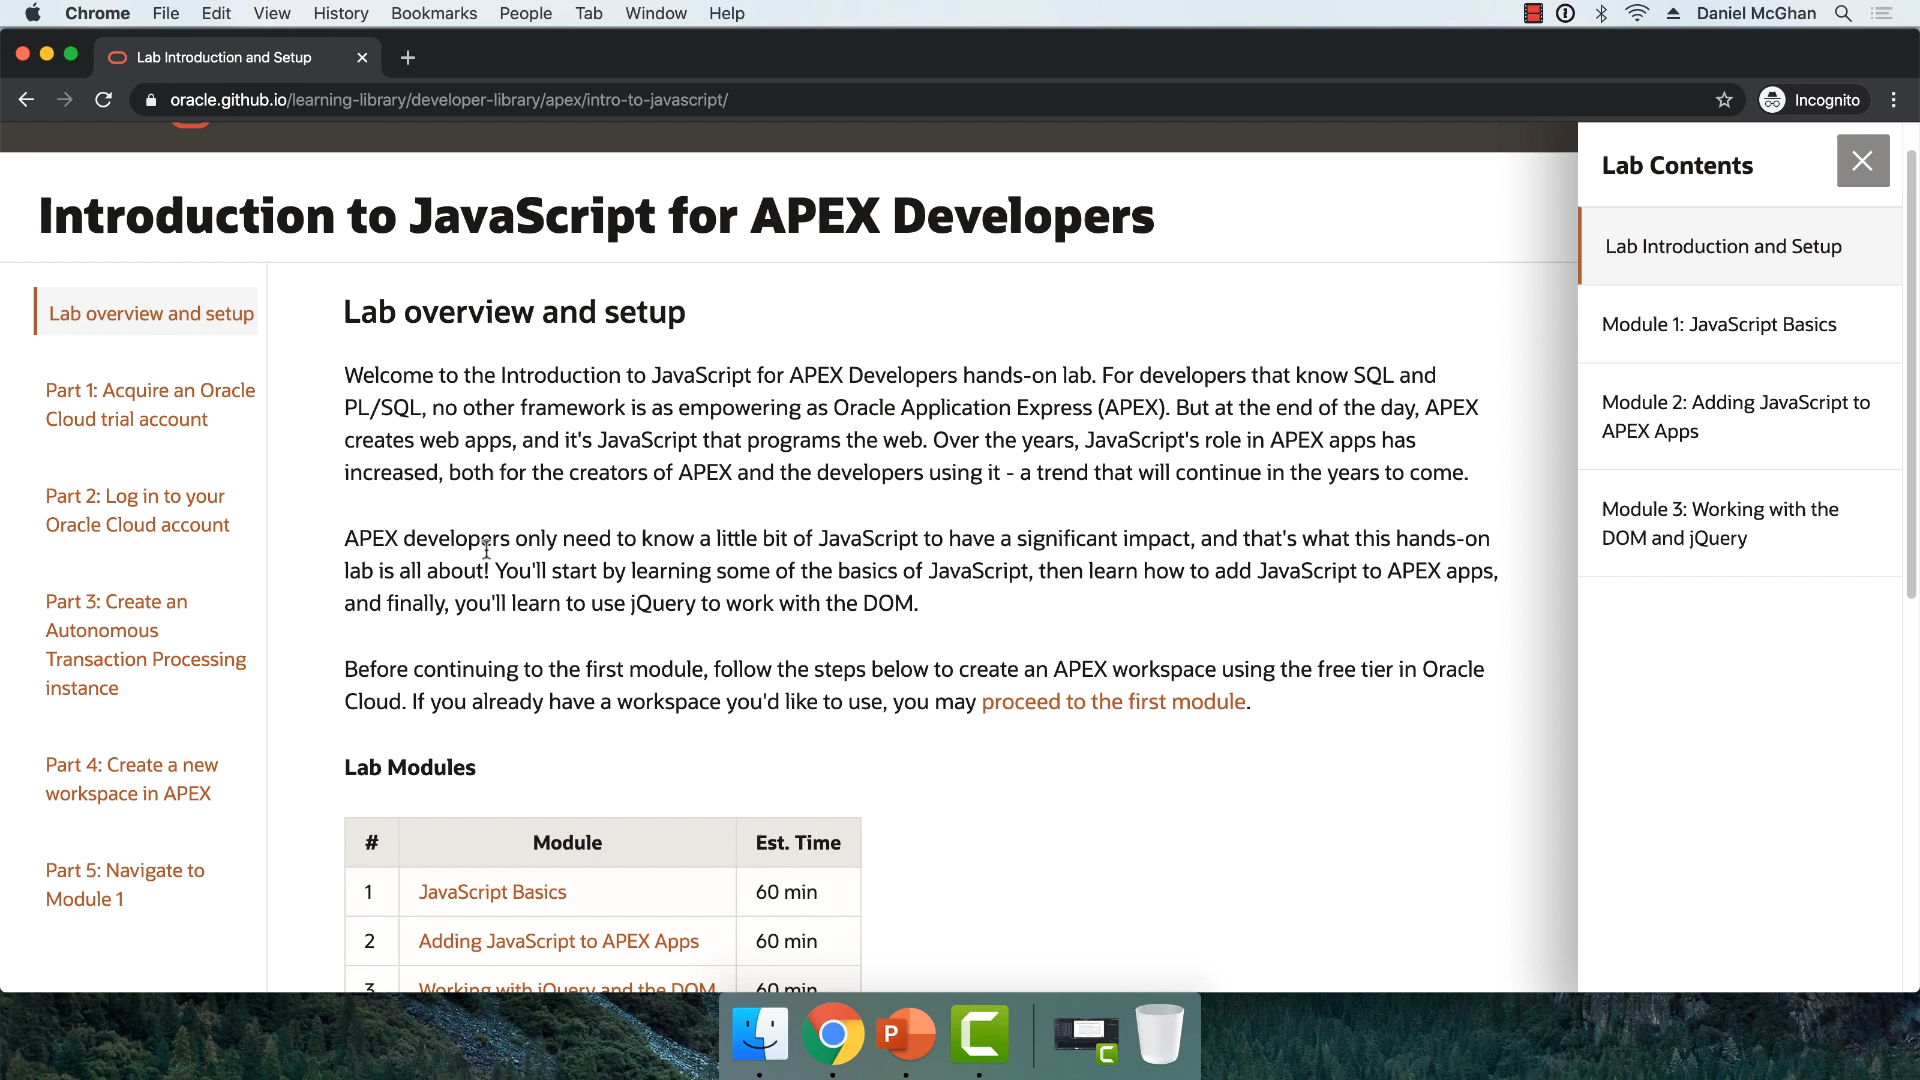 Chrome File Edit View History Bookmarks People Tab Window Help
Daniel McGhan
Lab Introduction and Setup
oracle.github.io/learning-library/developer-library/apex/intro-to-javascript/
Incognito
Introduction to JavaScript for APEX Developers
Lab overview and setup
Part 1: Acquire an Oracle
Cloud trial account
Part 2: Log in to your
Oracle Cloud account
Part 3: Create an
Autonomous
Transaction Processing
instance
Part 4: Create a new
workspace in APEX
Part 5: Navigate to
Module 1
Lab overview and setup
Welcome to the Introduction to JavaScript for APEX Developers hands-on lab. For developers that know SQL and
PL/SQL, no other framework is as empowering as Oracle Application Express (APEX). But at the end of the day, APEX
creates web apps, and it's JavaScript that programs the web. Over the years, JavaScript's role in APEX apps has
increased, both for the creators of APEX and the developers using it - a trend that will continue in the years to come.
APEX developers only need to know a little bit of JavaScript to have a significant impact, and that's what this hands-on
lab is all about! You'll start by learning some of the basics of JavaScript, then learn how to add JavaScript to APEX apps,
and finally, you'll learn to use jQuery to work with the DOM.
Before continuing to the first module, follow the steps below to create an APEX workspace using the free tier in Oracle
Cloud. If you already have a workspace you'd like to use, you may proceed to the first module.
Lab Modules
# Module Est. Time
1 JavaScript Basics 60 min
2 Adding JavaScript to APEX Apps 60 min
3 Working with jQuery and the DOM 60 min
Lab Contents
Lab Introduction and Setup
Module 1: JavaScript Basics
Module 2: Adding JavaScript to
APEX Apps
Module 3: Working with the
DOM and jQuery
P